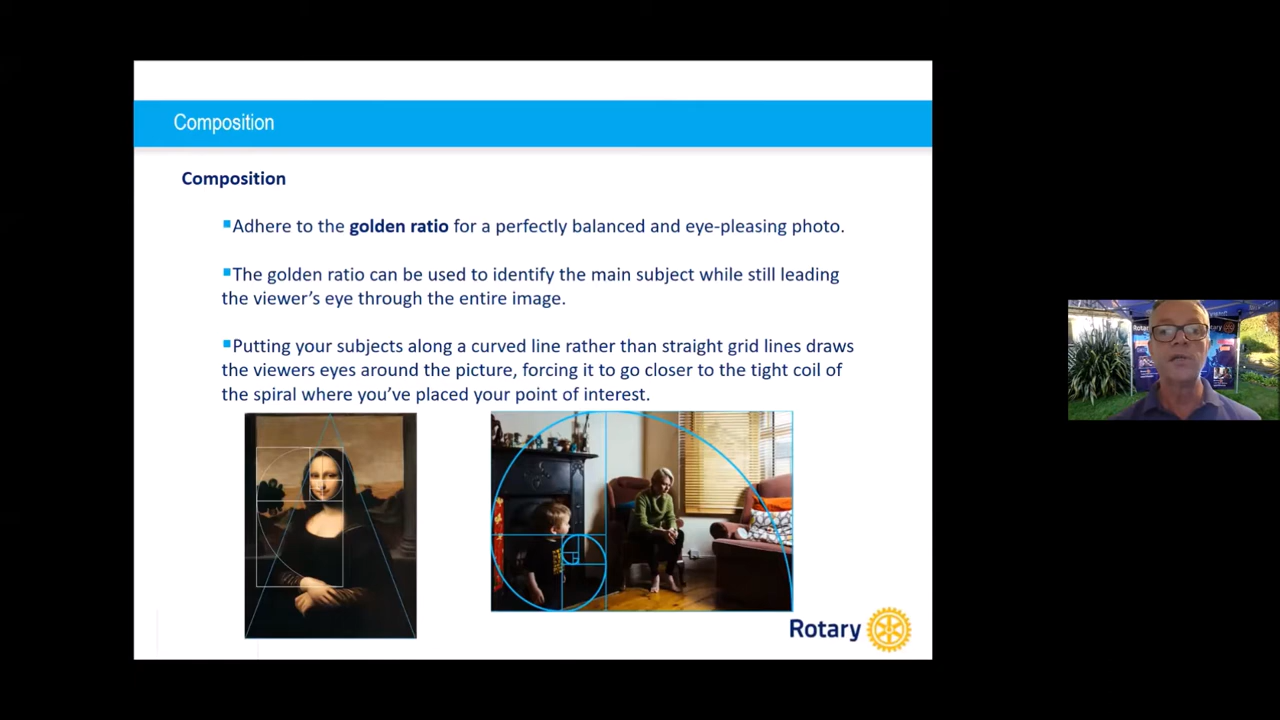 Composition
Composition
▪Adhere to the golden ratio for a perfectly balanced and eye-pleasing photo.
▪The golden ratio can be used to identify the main subject while still leading
the viewer’s eye through the entire image.
▪Putting your subjects along a curved line rather than straight grid lines draws
the viewers eyes around the picture, forcing it to go closer to the tight coil of
the spiral where you’ve placed your point of interest.
Rotary